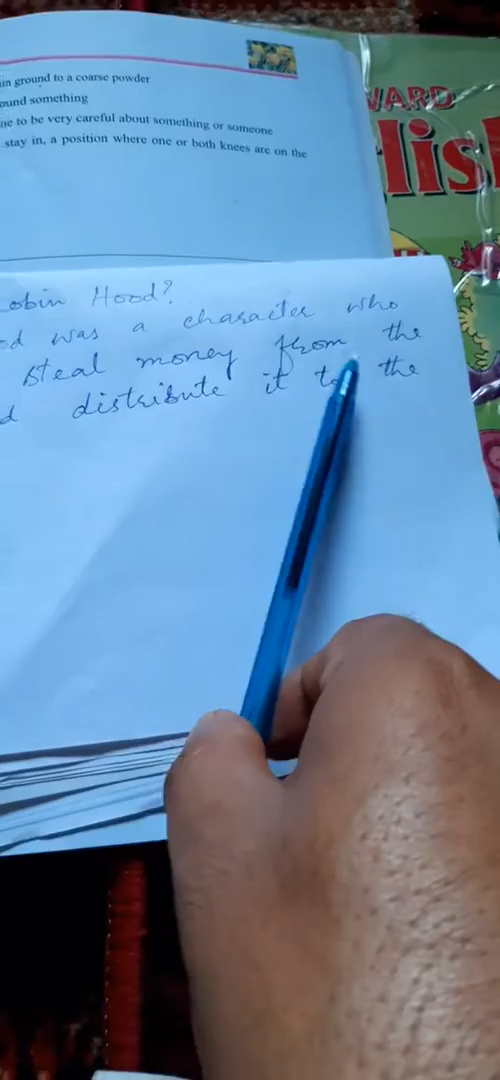 in ground to a coarse powder
ound something
ne to be very careful about something or someone
stay in, a position where one or both knees are on the
WARD
lis
obin Hood?
ed was a character who
steal money from the
d distribute it to the